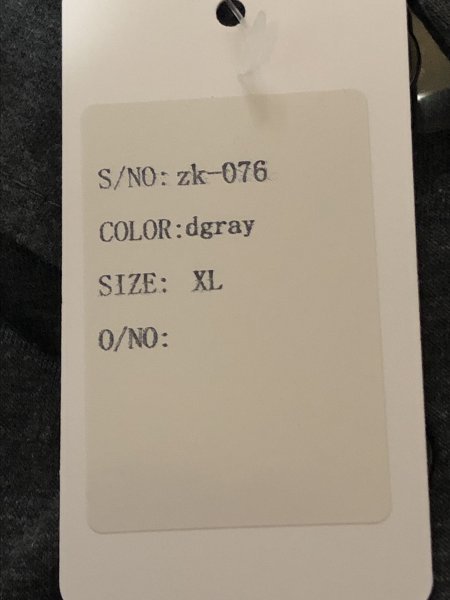 S/NO: zk-076
COLOR:dgray
SIZE: XL
O/NO: